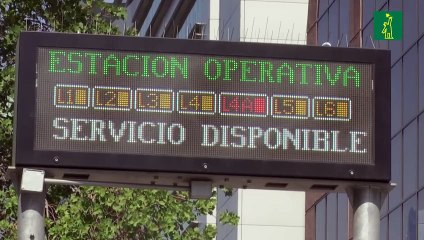 ESTACION OPERATIVA
L1 L2 L3 L4 L4A L5 L6
SERVICIO DISPONIBLE